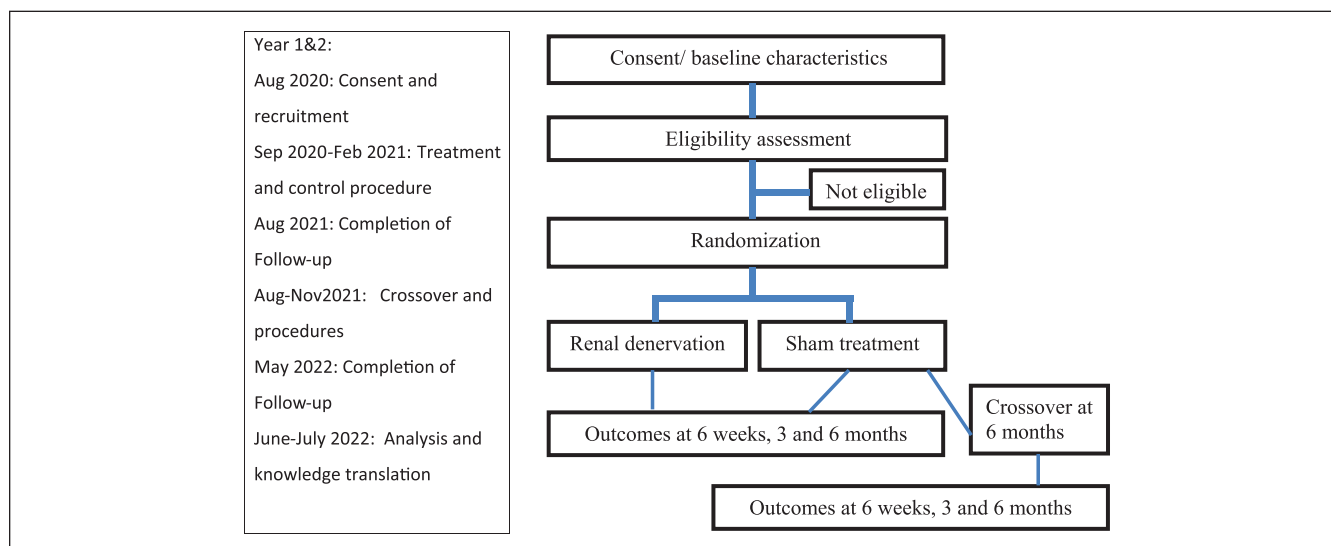 Year 1&2:
Aug 2020: Consent and
recruitment
Sep 2020-Feb 2021: Treatment
and control procedure
Aug 2021: Completion of
Follow-up
Aug-Nov2021: Crossover and
procedures
May 2022: Completion of
Follow-up
June-July 2022: Analysis and
knowledge translation
Consent/ baseline characteristics
Eligibility assessment
Not eligible
Randomization
Renal denervation
Sham treatment
Outcomes at 6 weeks, 3 and 6 months
Crossover at
6 months
Outcomes at 6 weeks, 3 and 6 months